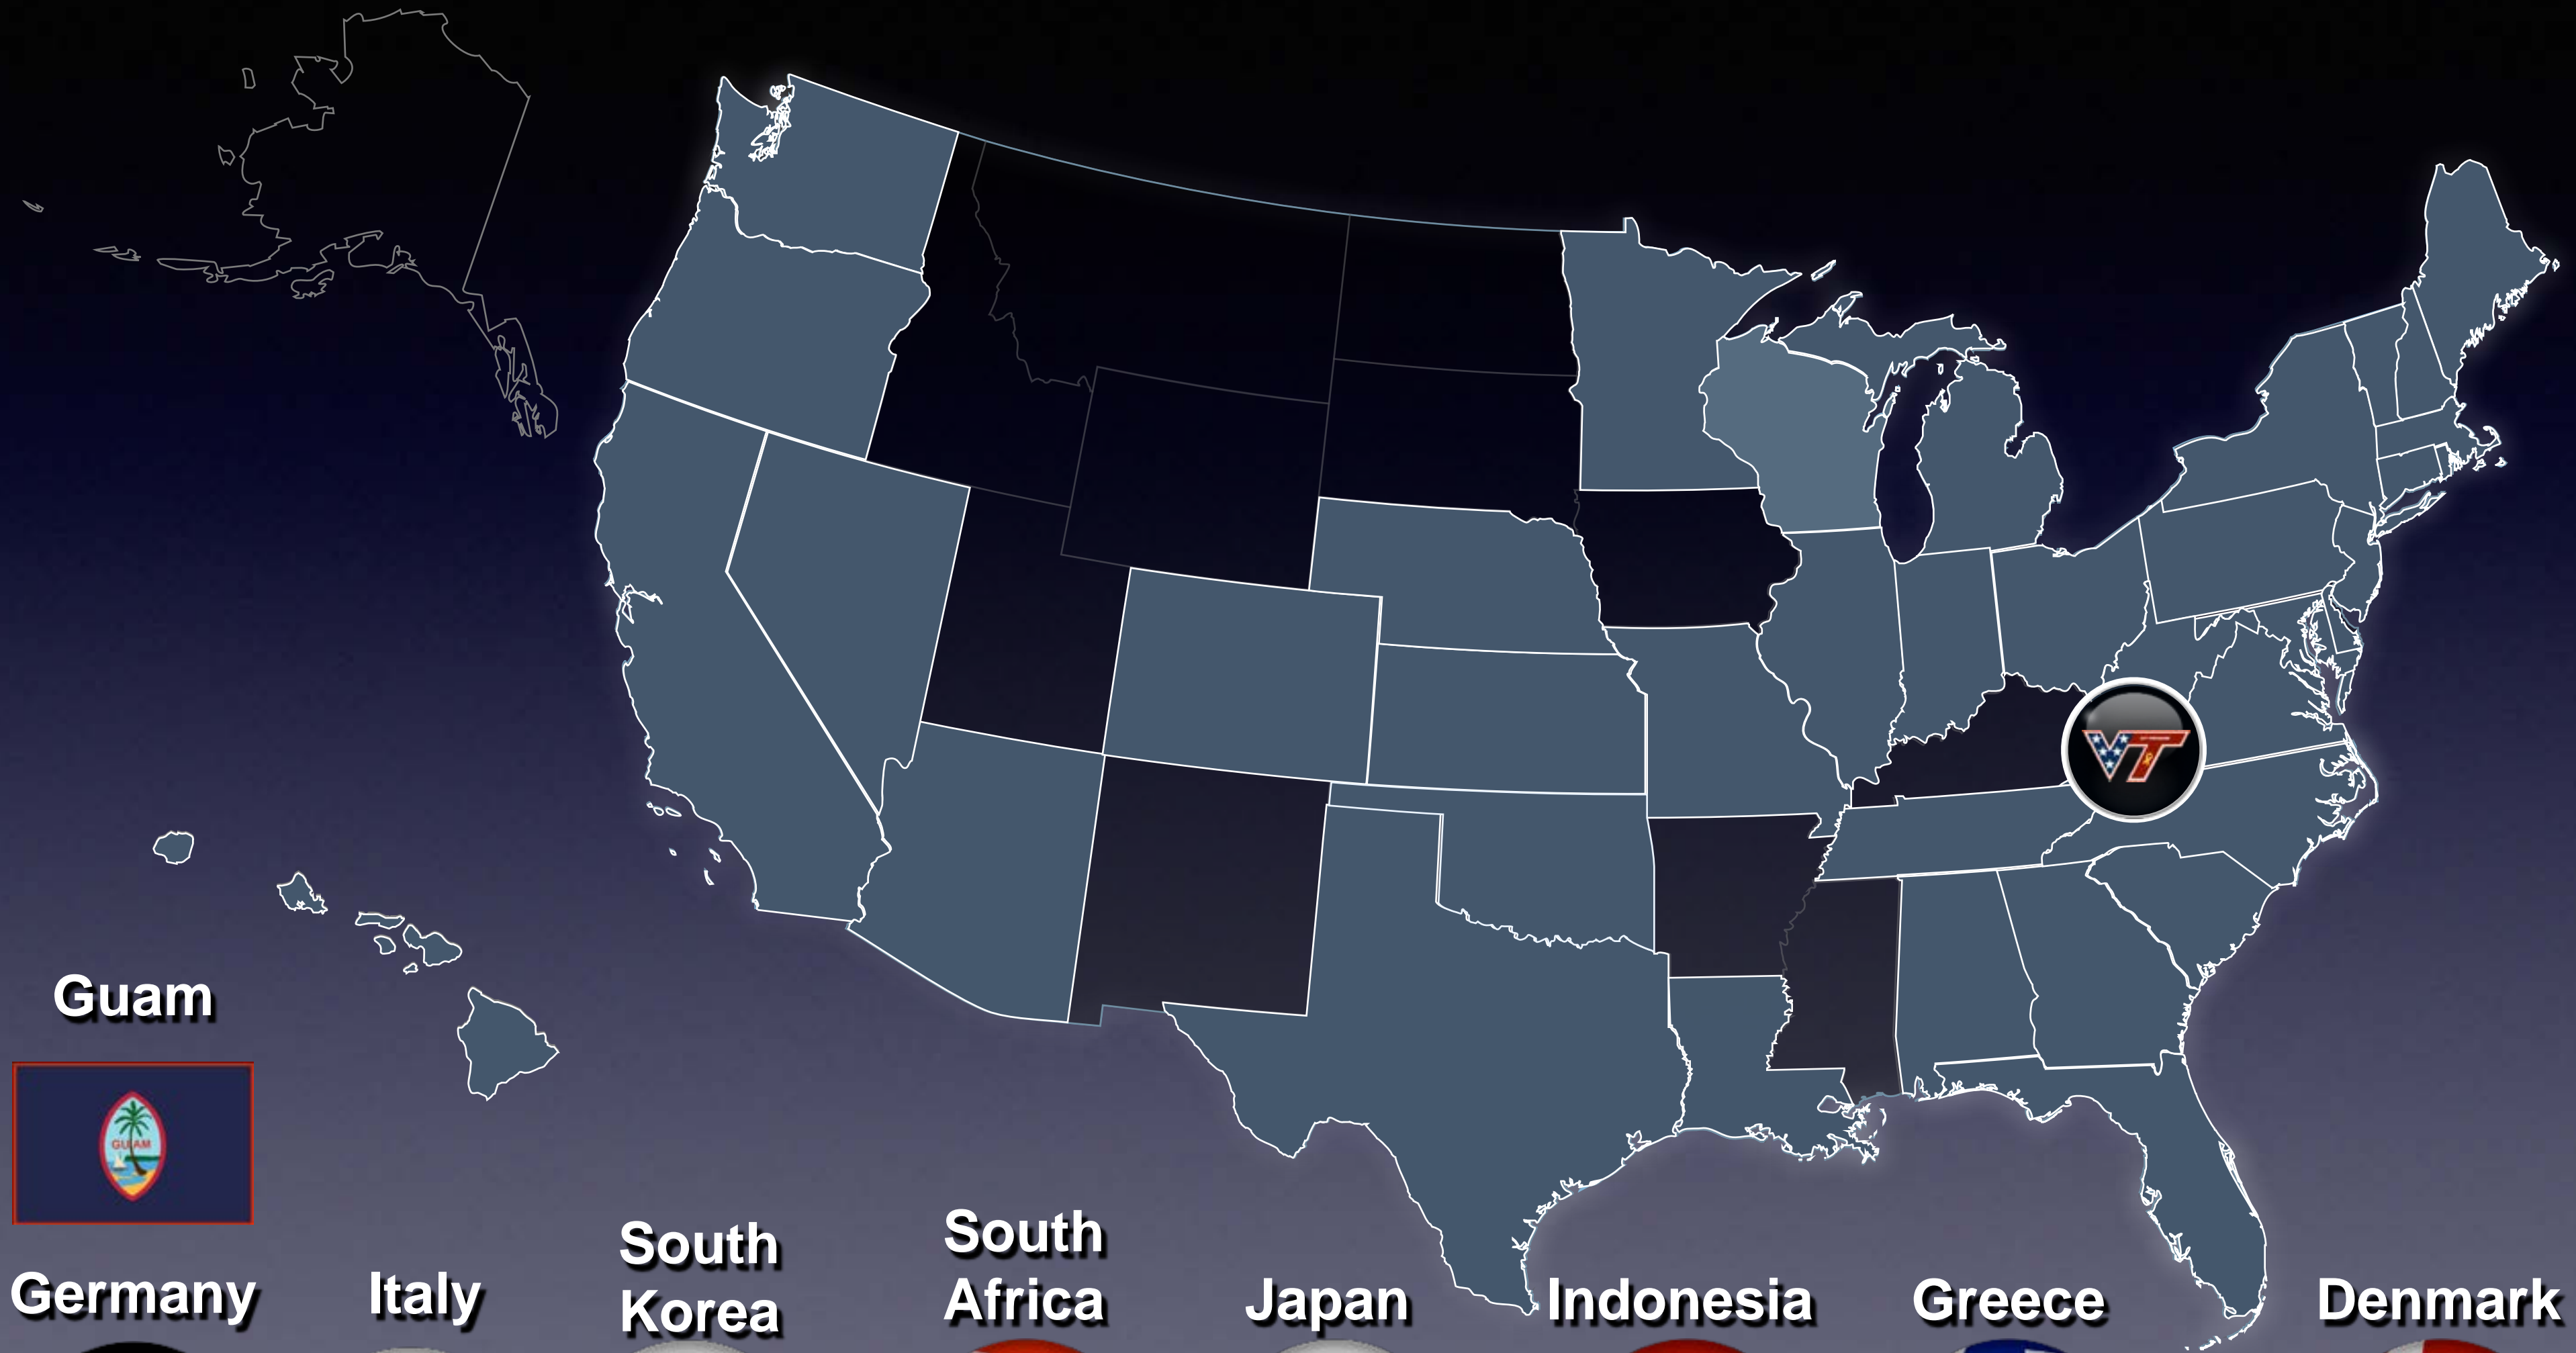 VT
Guam
GUAM
Germany
Italy
South
Korea
South
Africa
Japan
Indonesia
Greece
Denmark